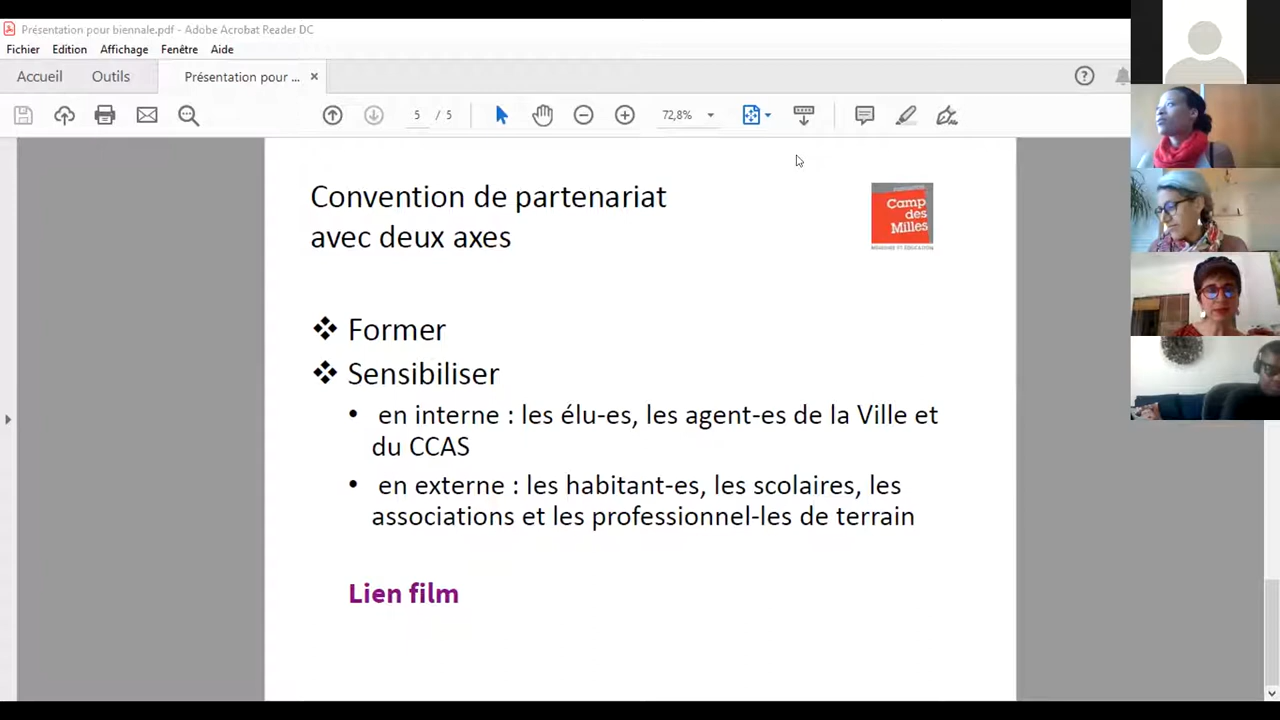 Présentation pour biennale.pdf - Adobe Acrobat Reader DC
Fichier Edition Affichage Fenêtre Aide
Accueil Outils Présentation pour ... ×
5 / 5 72,8%
Convention de partenariat
avec deux axes
Camp
des
Milles
❖ Former
❖ Sensibiliser
• en interne : les élu-es, les agent-es de la Ville et
du CCAS
• en externe : les habitant-es, les scolaires, les
associations et les professionnel-les de terrain
Lien film